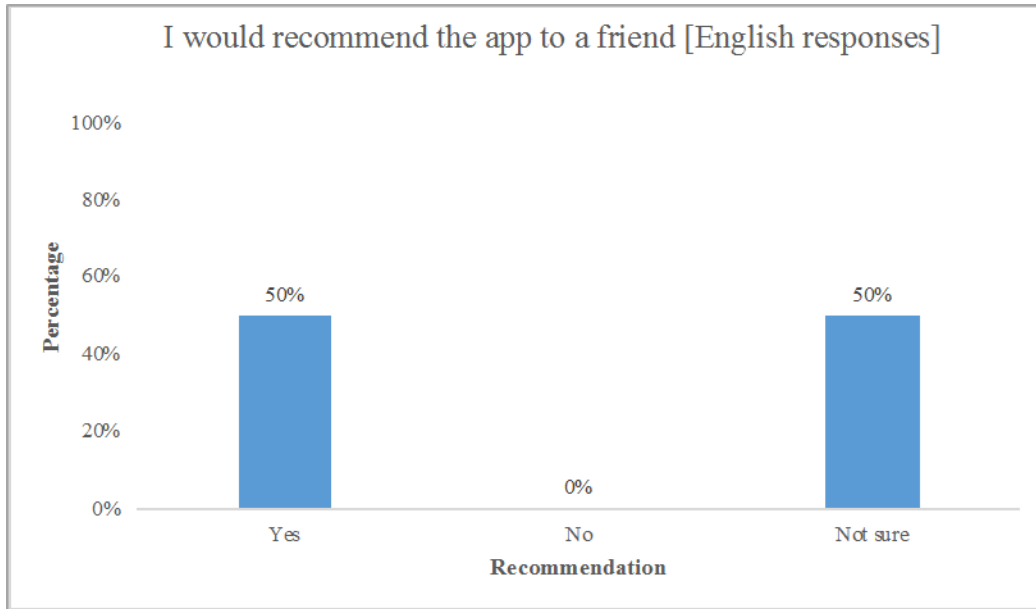 I would recommend the app to a friend [English responses]
100%
80%
60%
40%
20%
0%
Percentage
50%
0%
50%
Yes
No
Not sure
Recommendation